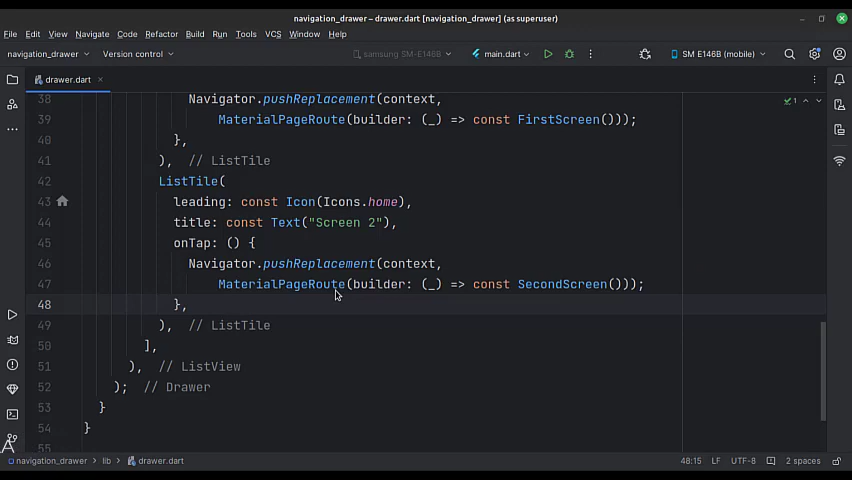 navigation_drawer – drawer.dart [navigation_drawer] (as superuser)
File Edit View Navigate Code Refactor Build Run Tools VCS Window Help
navigation_drawer Version control samsung SM-E146B main.dart SM E146B (mobile)
drawer.dart
1
38 Navigator.pushReplacement(context,
39 MaterialPageRoute(builder: (_) => const FirstScreen()));
40 },
41 ), // ListTile
42 ListTile(
43 leading: const Icon(Icons.home),
44 title: const Text("Screen 2"),
45 onTap: () {
46 Navigator.pushReplacement(context,
47 MaterialPageRoute(builder: (_) => const SecondScreen()));
48 },
49 ), // ListTile
50 ],
51 ), // ListView
52 ); // Drawer
53 }
54 }
55
navigation_drawer > lib > drawer.dart 48:15 LF UTF-8 2 spaces